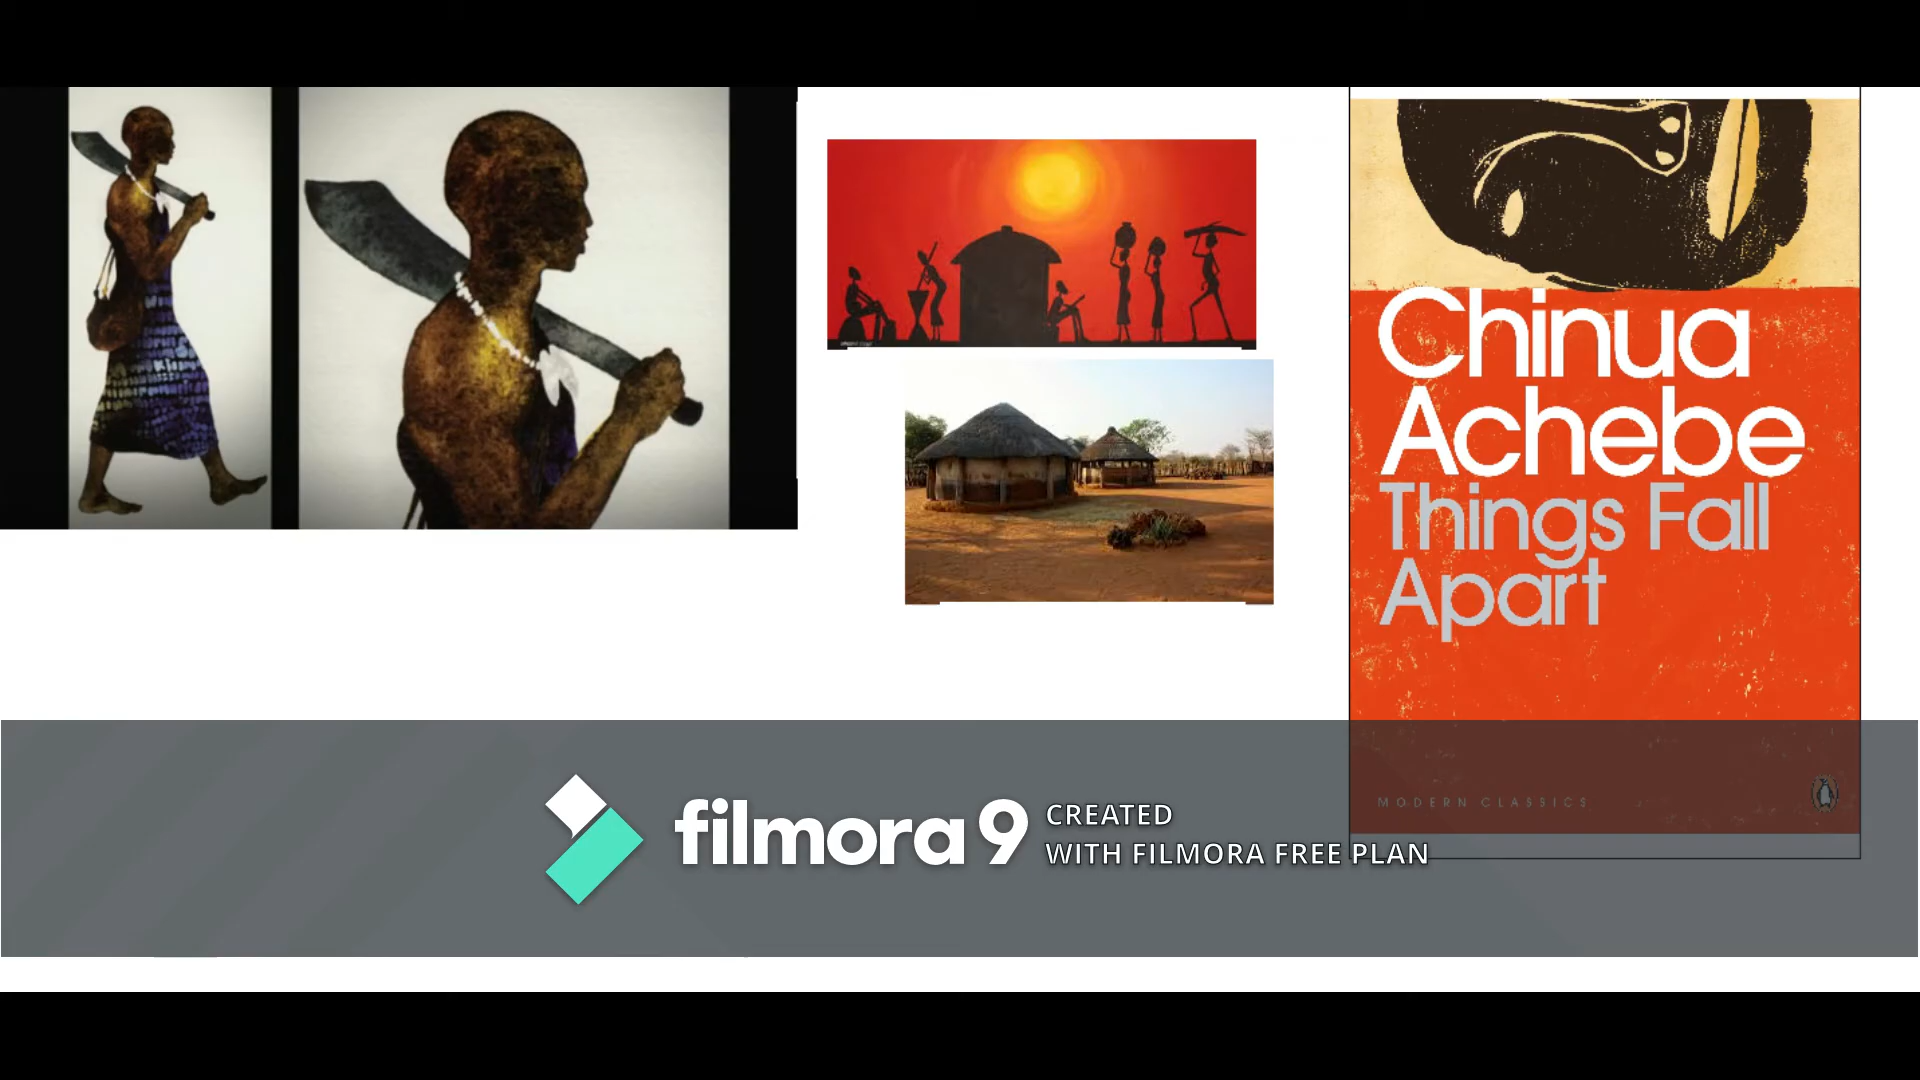 Chinua
Achebe
Things Fall
Apart
MODERN CLASSICS
filmora 9
CREATED
WITH FILMORA FREE PLAN